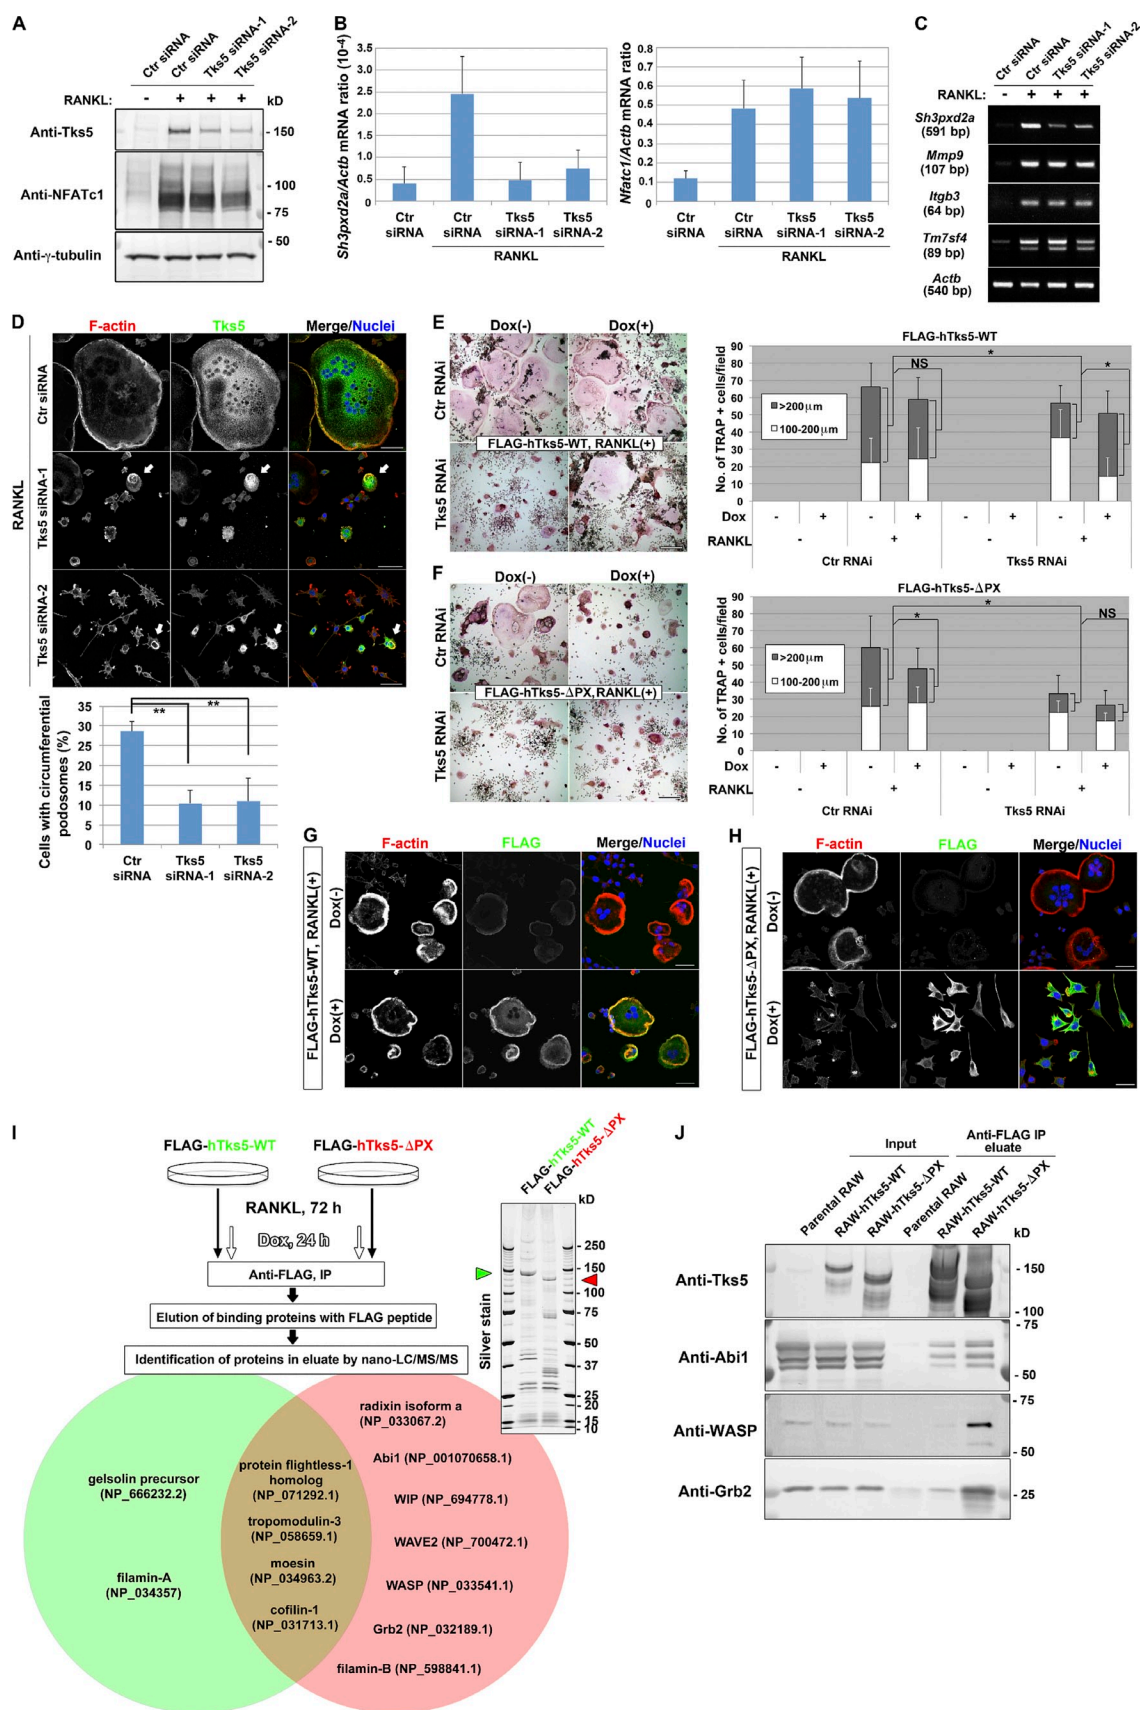 A
Ctr siRNA
Ctr siRNA
Tks5 siRNA-1
Tks5 siRNA-2
RANKL:
-
+
+
+
kD
Anti-Tks5
- 150
Anti-NFATc1
- 100
- 75
- 50
Anti-γ-tubulin
B
Sh3pxd2a/Actb mRNA ratio (10-4)
3.5
3.0
2.5
2.0
1.5
1.0
0.5
0
Ctr siRNA
Ctr siRNA
Tks5 siRNA-1
Tks5 siRNA-2
RANKL
Nfatc1/Actb mRNA ratio
0.8
0.7
0.6
0.5
0.4
0.3
0.2
0.1
0
Ctr siRNA
Ctr siRNA
Tks5 siRNA-1
Tks5 siRNA-2
RANKL
C
Ctr siRNA
Ctr siRNA
Tks5 siRNA-1
Tks5 siRNA-2
RANKL:
-
+
+
+
Sh3pxd2a
(591 bp)
Mmp9
(107 bp)
Itgb3
(64 bp)
Tm7sf4
(89 bp)
Actb
(540 bp)
D
F-actin
Tks5
Merge/Nuclei
RANKL
Ctr siRNA
Tks5 siRNA-1
Tks5 siRNA-2
Cells with circumferential podosomes (%)
35
30
25
20
15
10
5
0
**
**
Ctr siRNA
Tks5 siRNA-1
Tks5 siRNA-2
E
Dox(-)
Dox(+)
Ctr RNAi
FLAG-hTks5-WT, RANKL(+)
Tks5 RNAi
FLAG-hTks5-WT
No. of TRAP + cells/field
90
80
70
60
50
40
30
20
10
0
>200μm
100-200μm
NS
*
*
Dox
-
+
-
+
-
+
-
+
RANKL
-
+
-
+
Ctr RNAi
Tks5 RNAi
F
Dox(-)
Dox(+)
Ctr RNAi
FLAG-hTks5-ΔPX, RANKL(+)
Tks5 RNAi
FLAG-hTks5-ΔPX
No. of TRAP + cells/field
90
80
70
60
50
40
30
20
10
0
>200μm
100-200μm
*
*
NS
Dox
-
+
-
+
-
+
-
+
RANKL
-
+
-
+
Ctr RNAi
Tks5 RNAi
G
F-actin
FLAG
Merge/Nuclei
FLAG-hTks5-WT, RANKL(+)
Dox(-)
Dox(+)
H
F-actin
FLAG
Merge/Nuclei
FLAG-hTks5-ΔPX, RANKL(+)
Dox(-)
Dox(+)
I
FLAG-hTks5-WT
FLAG-hTks5-ΔPX
RANKL, 72 h
Dox, 24 h
Anti-FLAG, IP
Elution of binding proteins with FLAG peptide
Identification of proteins in eluate by nano-LC/MS/MS
FLAG-hTks5-WT
FLAG-hTks5-ΔPX
kD
Silver stain
- 250
- 150
- 100
- 75
- 50
- 37
- 25
- 20
- 15
- 10
gelsolin precursor
(NP_666232.2)
filamin-A
(NP_034357)
protein flightless-1
homolog
(NP_071292.1)
tropomodulin-3
(NP_058659.1)
moesin
(NP_034963.2)
cofilin-1
(NP_031713.1)
radixin isoform a
(NP_033067.2)
Abi1 (NP_001070658.1)
WIP (NP_694778.1)
WAVE2 (NP_700472.1)
WASP (NP_033541.1)
Grb2 (NP_032189.1)
filamin-B (NP_598841.1)
J
Input
Anti-FLAG IP
eluate
Parental RAW
RAW-hTks5-WT
RAW-hTks5-ΔPX
Parental RAW
RAW-hTks5-WT
RAW-hTks5-ΔPX
kD
Anti-Tks5
- 150
- 100
Anti-Abi1
- 75
- 50
Anti-WASP
- 75
- 50
Anti-Grb2
- 25